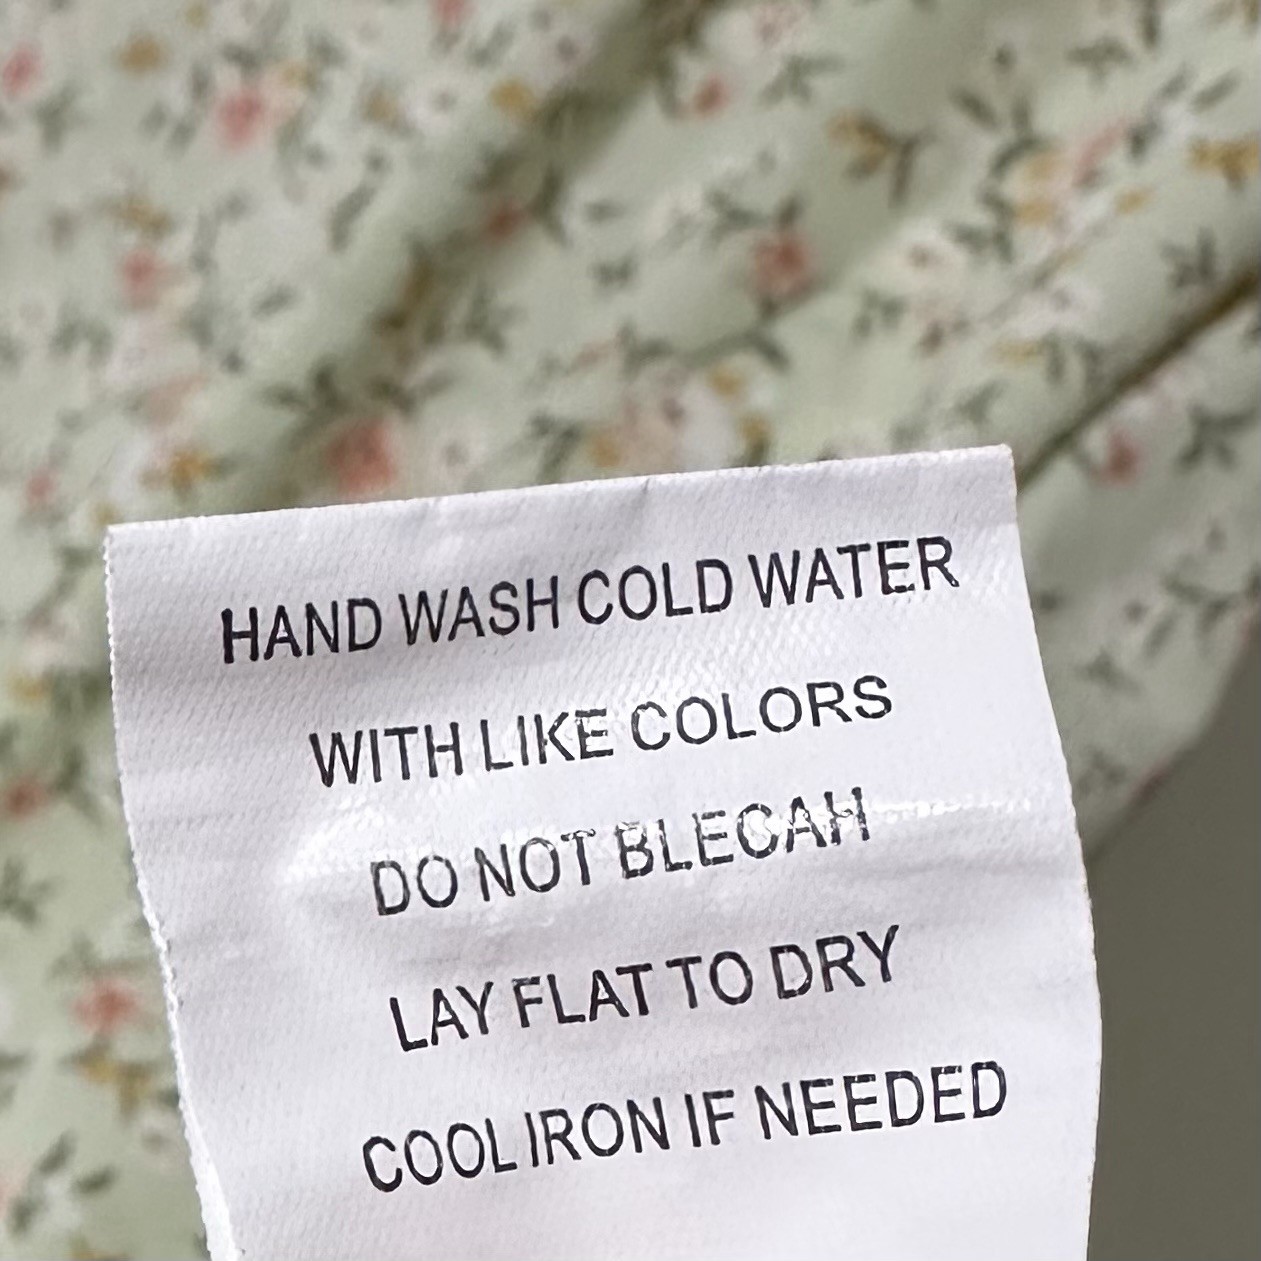 HAND WASH COLD WATER
WITH LIKE COLORS
DO NOT BLECAH
LAY FLAT TO DRY
COOL IRON IF NEEDED